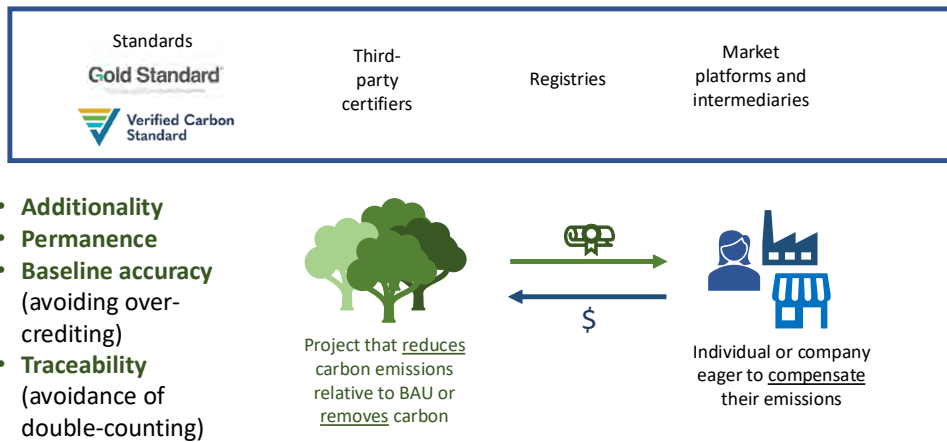 Standards
Gold Standard®
Verified Carbon
Standard
Third-
party
certifiers
Registries
Market
platforms and
intermediaries
• Additionality
• Permanence
• Baseline accuracy
(avoiding over-
crediting)
• Traceability
(avoidance of
double-counting)
Project that reduces
carbon emissions
relative to BAU or
removes carbon
$
Individual or company
eager to compensate
their emissions